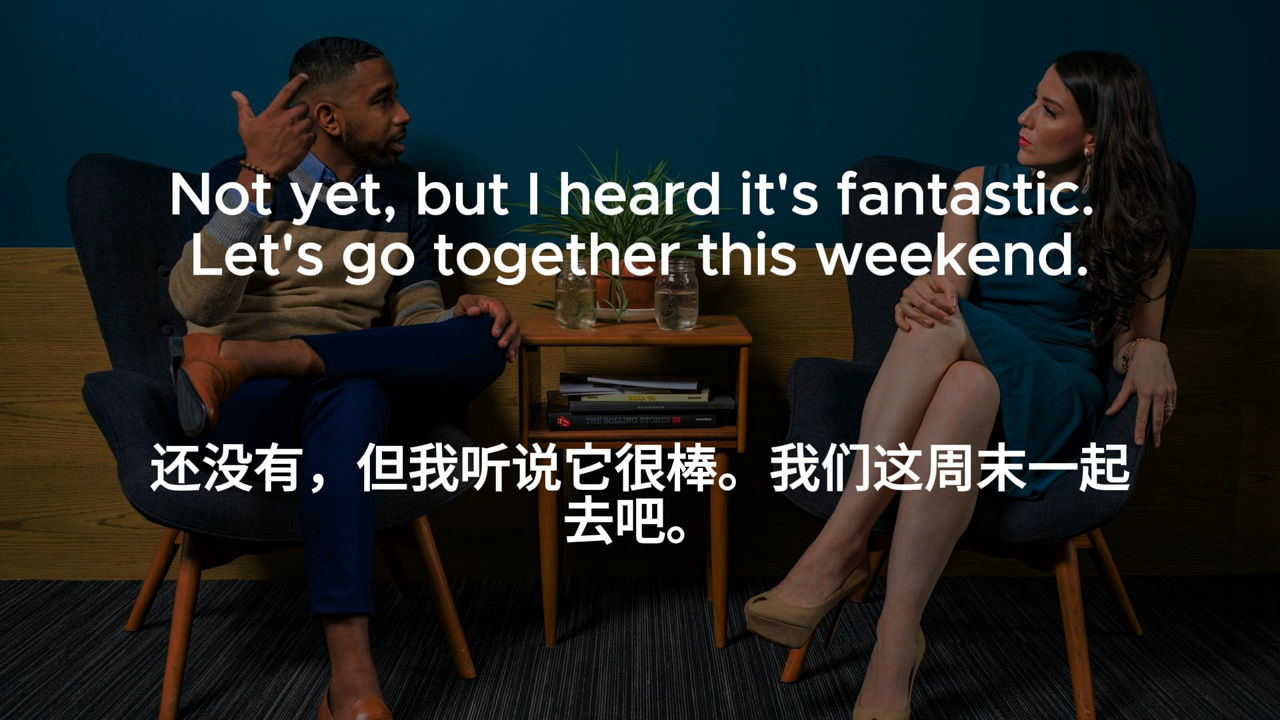 Not yet, but I heard it's fantastic.
Let's go together this weekend.
THE ROLLING STONES
还没有，但我听说它很棒。我们这周末一起
去吧。